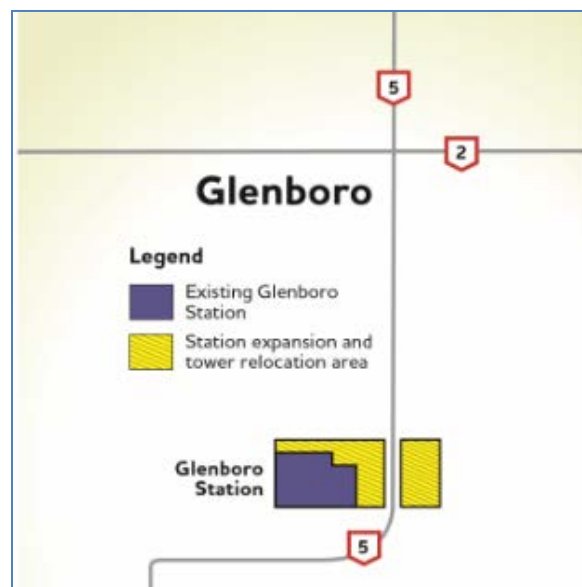 5
2
Glenboro
Legend
Existing Glenboro
Station
Station expansion and
tower relocation area
Glenboro
Station
5